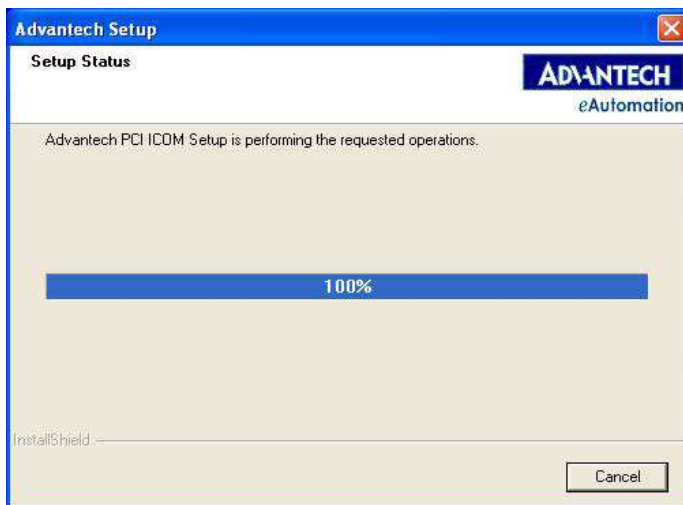 Advantech Setup
Setup Status
ADVANTECH
eAutomation
Advantech PCI ICOM Setup is performing the requested operations.
100%
InstallShield
Cancel